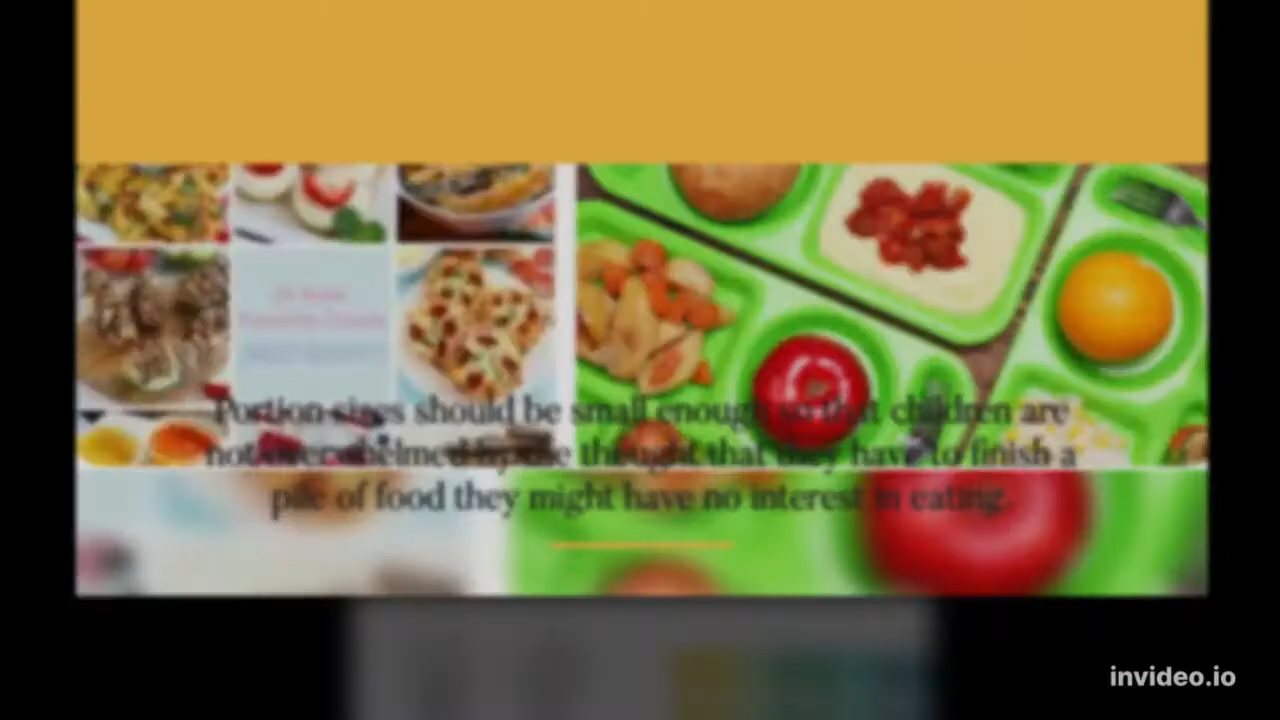 Portion sizes should be small enough so that children are
not overwhelmed by the thought that they have to finish a
pile of food they might have no interest in eating.
invideo.io